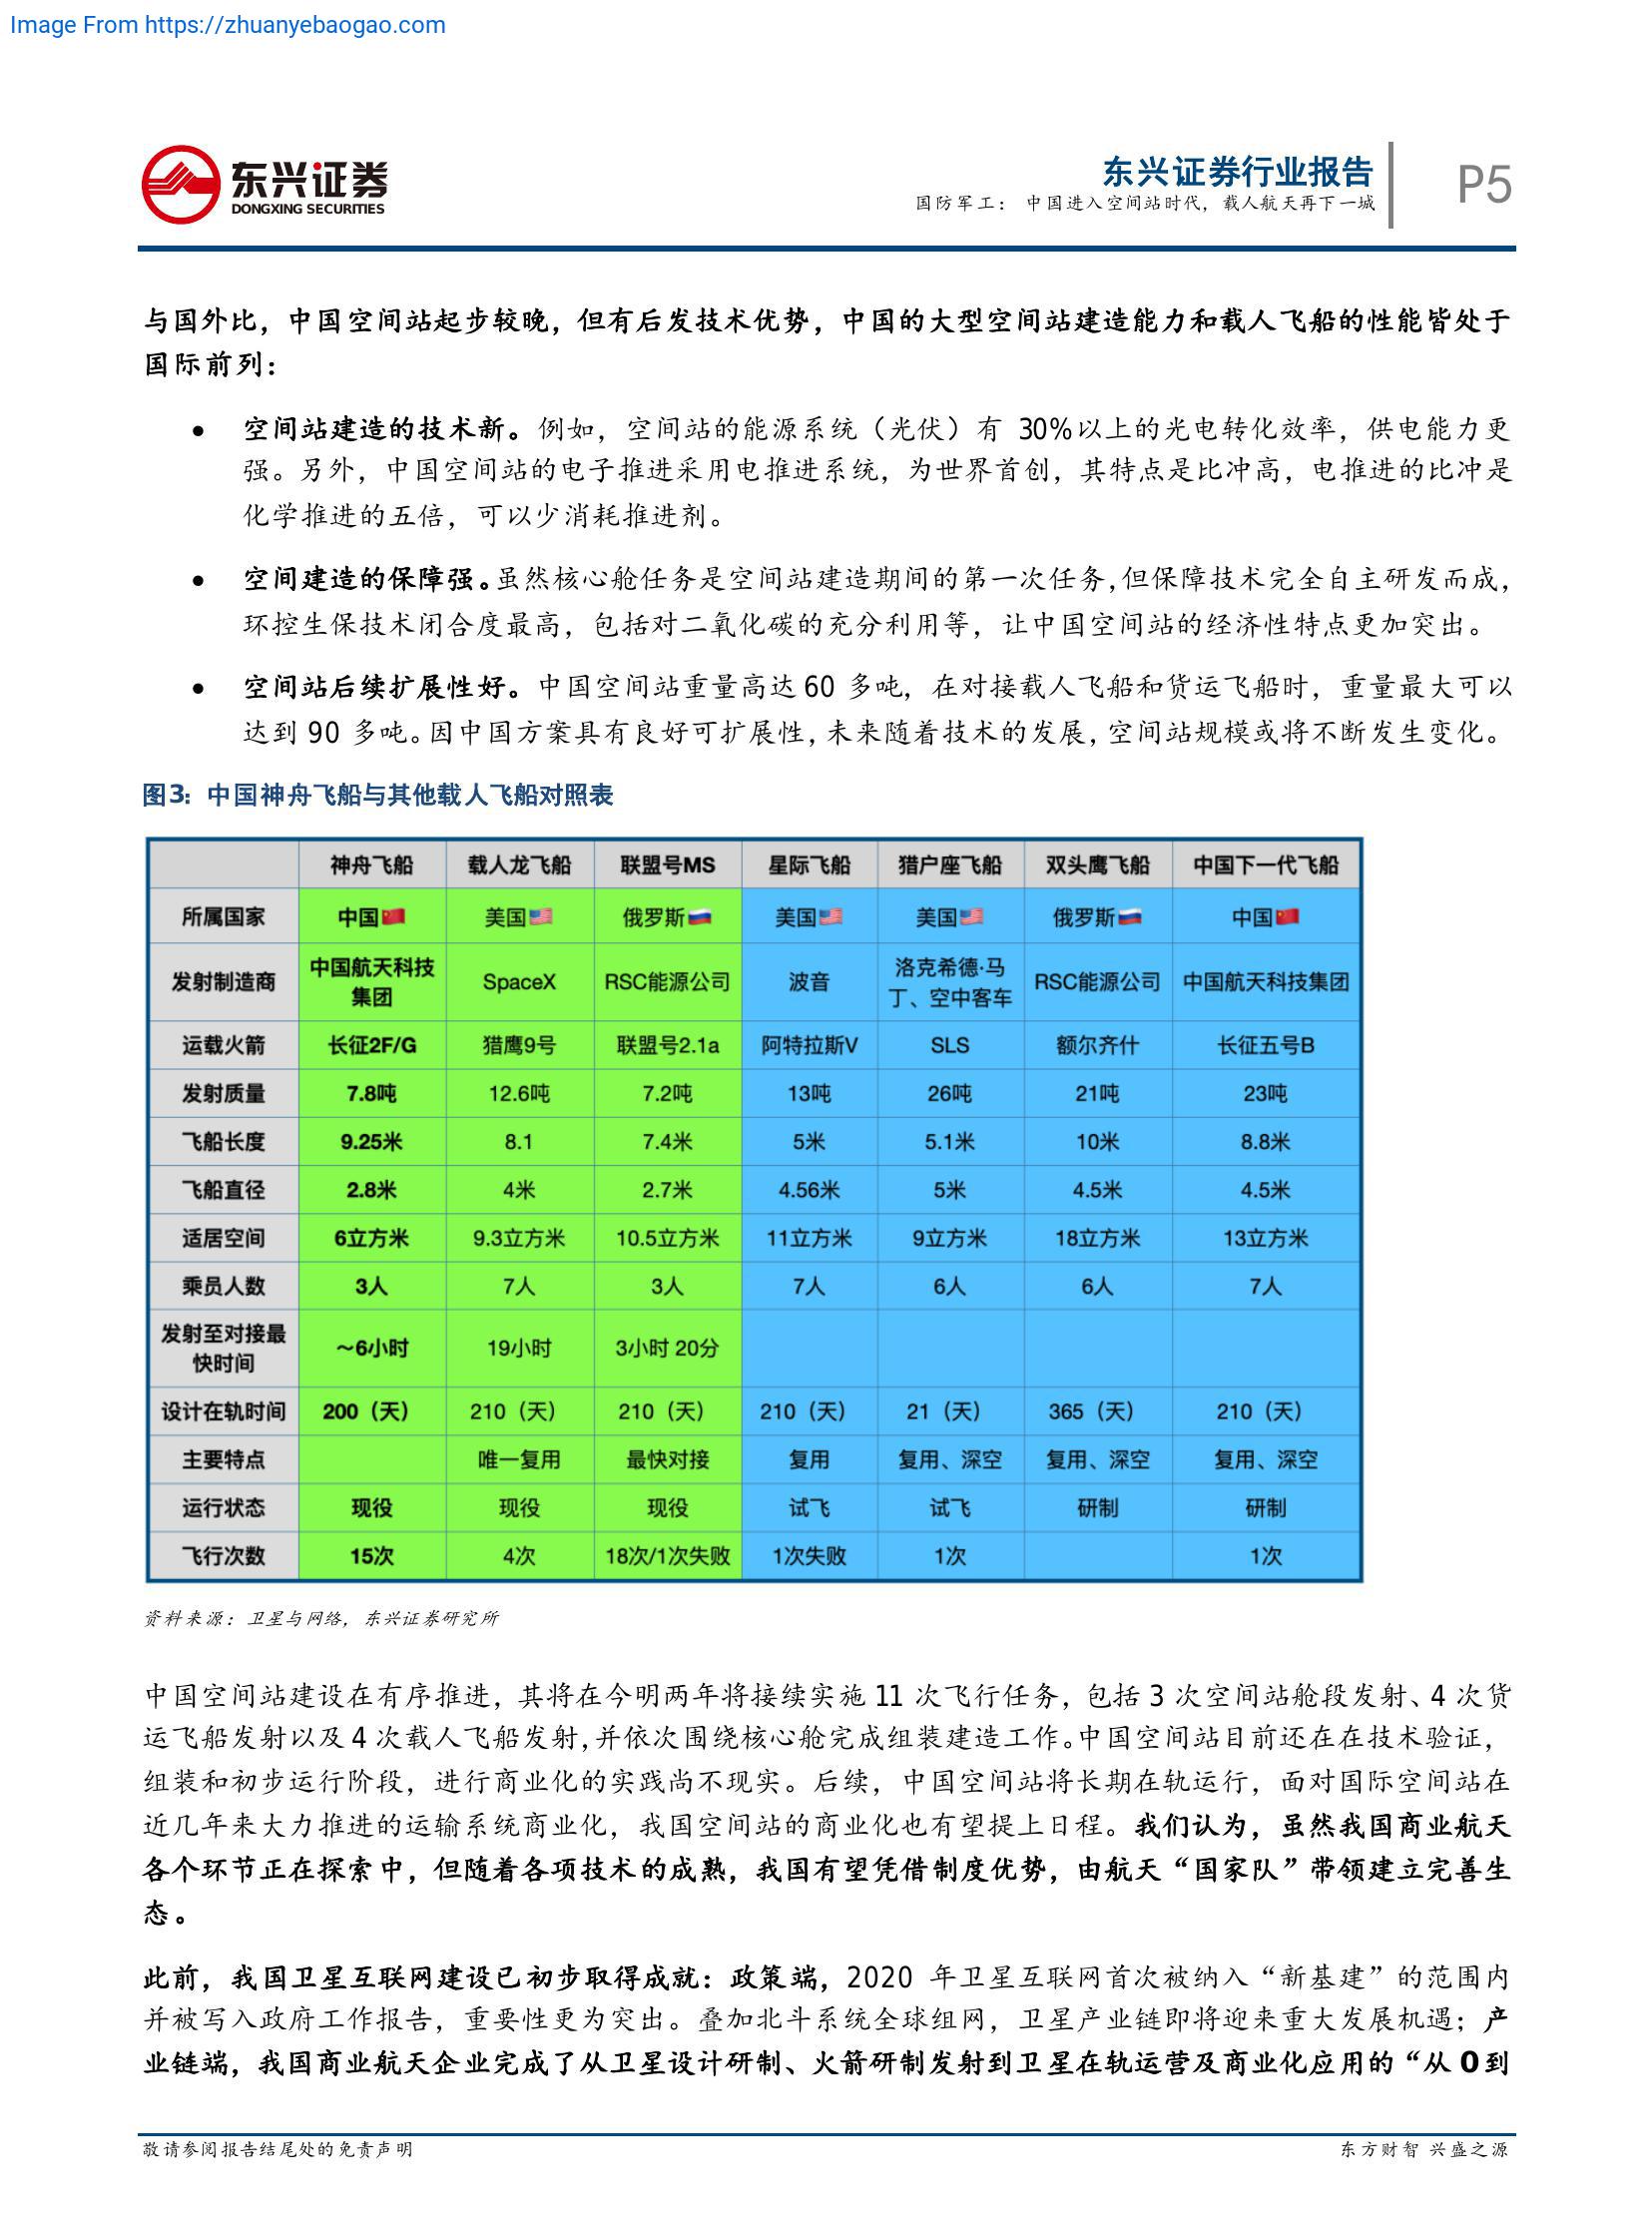 Image From https://zhuanyebaogao.com
东兴证券
DONGXING SECURITIES
东兴证券行业报告
国防军工： 中国进入空间站时代，载人航天再下一城
P5
与国外比，中国空间站起步较晚，但有后发技术优势，中国的大型空间站建造能力和载人飞船的性能皆处于
国际前列：
● 空间站建造的技术新。例如，空间站的能源系统（光伏）有 30%以上的光电转化效率，供电能力更
强。另外，中国空间站的电子推进采用电推进系统，为世界首创，其特点是比冲高，电推进的比冲是
化学推进的五倍，可以少消耗推进剂。
● 空间建造的保障强。虽然核心舱任务是空间站建造期间的第一次任务，但保障技术完全自主研发而成，
环控生保技术闭合度最高，包括对二氧化碳的充分利用等，让中国空间站的经济性特点更加突出。
● 空间站后续扩展性好。中国空间站重量高达 60 多吨，在对接载人飞船和货运飞船时，重量最大可以
达到 90 多吨。因中国方案具有良好可扩展性，未来随着技术的发展，空间站规模或将不断发生变化。
图3：中国神舟飞船与其他载人飞船对照表
神舟飞船 载人龙飞船 联盟号MS 星际飞船 猎户座飞船 双头鹰飞船 中国下一代飞船
所属国家 中国🇨🇳 美国🇺🇸 俄罗斯🇷🇺 美国🇺🇸 美国🇺🇸 俄罗斯🇷🇺 中国🇨🇳
发射制造商 中国航天科技集团 SpaceX RSC能源公司 波音 洛克希德·马丁、空中客车 RSC能源公司 中国航天科技集团
运载火箭 长征2F/G 猎鹰9号 联盟号2.1a 阿特拉斯V SLS 额尔齐什 长征五号B
发射质量 7.8吨 12.6吨 7.2吨 13吨 26吨 21吨 23吨
飞船长度 9.25米 8.1 7.4米 5米 5.1米 10米 8.8米
飞船直径 2.8米 4米 2.7米 4.56米 5米 4.5米 4.5米
适居空间 6立方米 9.3立方米 10.5立方米 11立方米 9立方米 18立方米 13立方米
乘员人数 3人 7人 3人 7人 6人 6人 7人
发射至对接最快时间 ～6小时 19小时 3小时 20分
设计在轨时间 200（天） 210（天） 210（天） 210（天） 21（天） 365（天） 210（天）
主要特点 唯一复用 最快对接 复用 复用、深空 复用、深空 复用、深空
运行状态 现役 现役 现役 试飞 试飞 研制 研制
飞行次数 15次 4次 18次/1次失败 1次失败 1次 1次
资料来源：卫星与网络，东兴证券研究所
中国空间站建设在有序推进，其将在今明两年将接续实施 11 次飞行任务，包括 3 次空间站舱段发射、4 次货
运飞船发射以及 4 次载人飞船发射，并依次围绕核心舱完成组装建造工作。中国空间站目前还在在技术验证，
组装和初步运行阶段，进行商业化的实践尚不现实。后续，中国空间站将长期在轨运行，面对国际空间站在
近几年来大力推进的运输系统商业化，我国空间站的商业化也有望提上日程。我们认为，虽然我国商业航天
各个环节正在探索中，但随着各项技术的成熟，我国有望凭借制度优势，由航天“国家队”带领建立完善生
态。
此前，我国卫星互联网建设已初步取得成就：政策端，2020 年卫星互联网首次被纳入“新基建”的范围内
并被写入政府工作报告，重要性更为突出。叠加北斗系统全球组网，卫星产业链即将迎来重大发展机遇；产
业链端，我国商业航天企业完成了从卫星设计研制、火箭研制发射到卫星在轨运营及商业化应用的“从 0 到
敬请参阅报告结尾处的免责声明
东方财智 兴盛之源